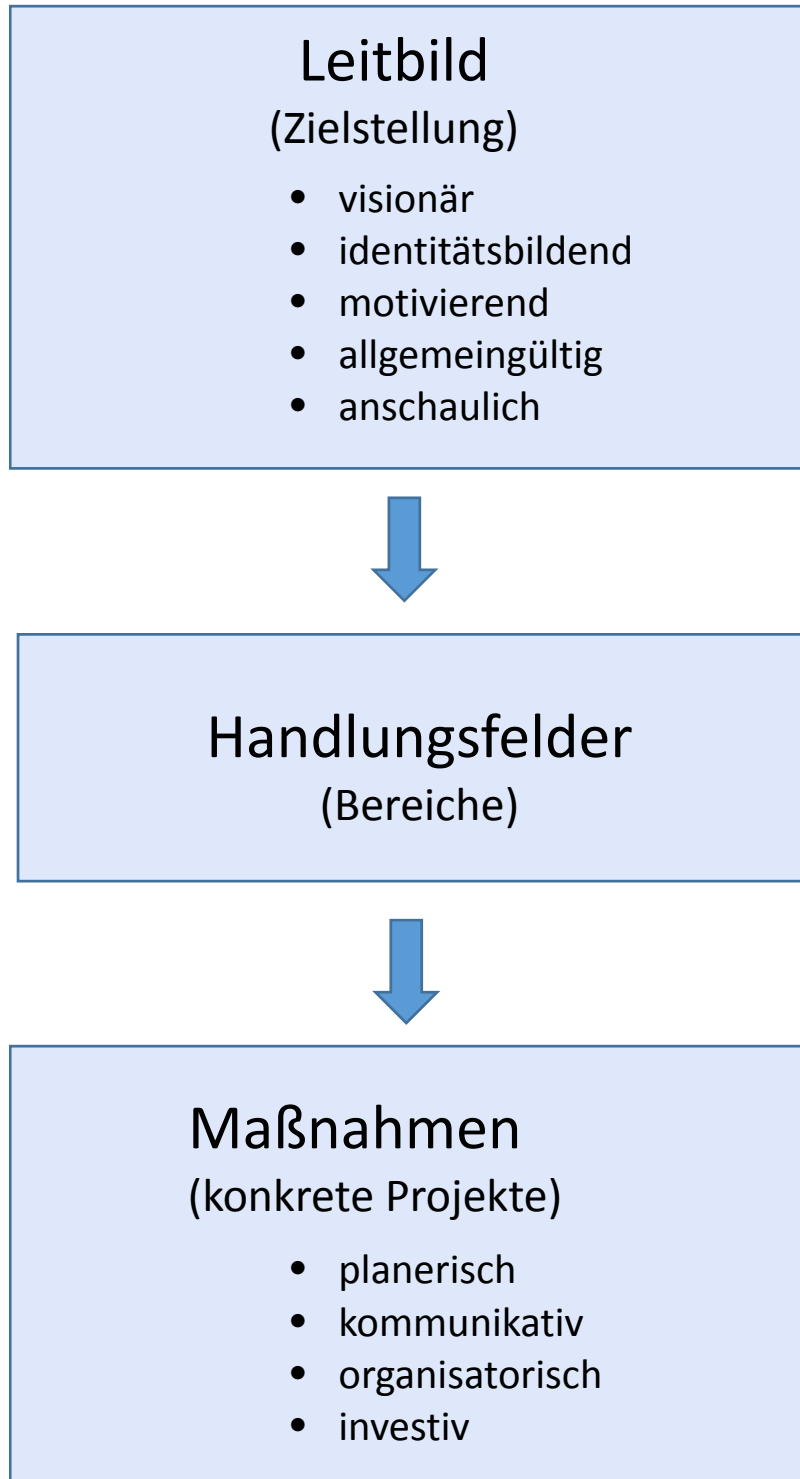 Leitbild
(Zielstellung)
• visionär
• identitätsbildend
• motivierend
• allgemeingültig
• anschaulich
Handlungsfelder
(Bereiche)
Maßnahmen
(konkrete Projekte)
• planerisch
• kommunikativ
• organisatorisch
• investiv